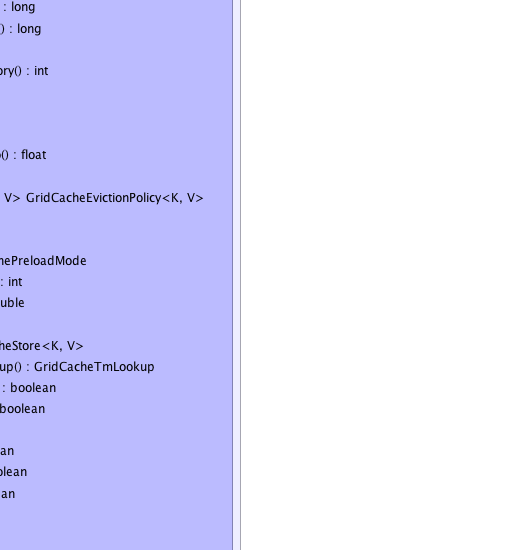 : long
() : long
ory() : int
() : float
V> GridCacheEvictionPolicy<K, V>
hePreloadMode
: int
uble
heStore<K, V>
up() : GridCacheTmLookup
: boolean
boolean
an
olean
an